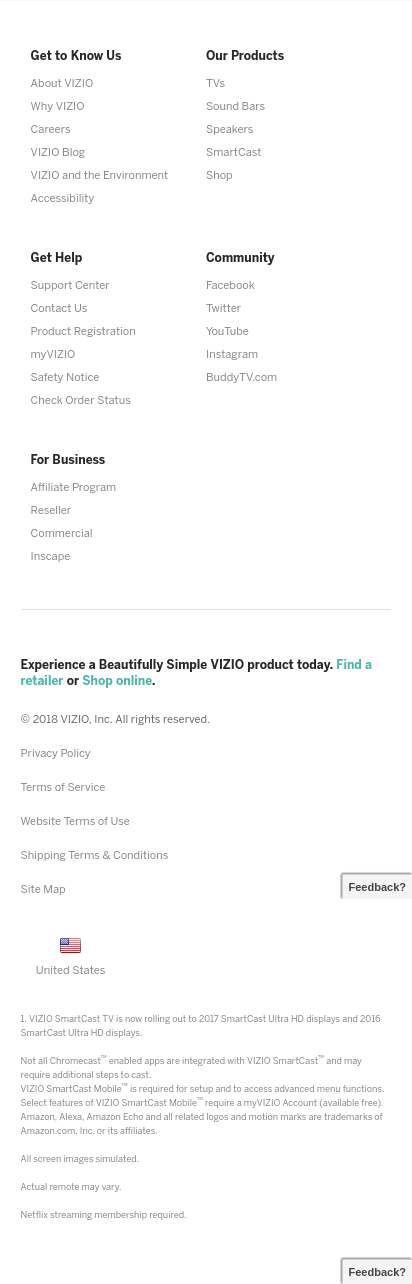 Get to Know Us
About VIZIO
Why VIZIO
Careers
VIZIO Blog
VIZIO and the Environment
Accessibility
Our Products
TVs
Sound Bars
Speakers
SmartCast
Shop
Get Help
Support Center
Contact Us
Product Registration
myVIZIO
Safety Notice
Check Order Status
Community
Facebook
Twitter
YouTube
Instagram
BuddyTV.com
For Business
Affiliate Program
Reseller
Commercial
Inscape
Experience a Beautifully Simple VIZIO product today. Find a
retailer or Shop online.
© 2018 VIZIO, Inc. All rights reserved.
Privacy Policy
Terms of Service
Website Terms of Use
Shipping Terms & Conditions
Site Map
Feedback?
United States
1. VIZIO SmartCast TV is now rolling out to 2017 SmartCast Ultra HD displays and 2016
SmartCast Ultra HD displays.
Not all Chromecast™ enabled apps are integrated with VIZIO SmartCast™ and may
require additional steps to cast.
VIZIO SmartCast Mobile™ is required for setup and to access advanced menu functions.
Select features of VIZIO SmartCast Mobile™ require a myVIZIO Account (available free).
Amazon, Alexa, Amazon Echo and all related logos and motion marks are trademarks of
Amazon.com, Inc. or its affiliates.
All screen images simulated.
Actual remote may vary.
Netflix streaming membership required.
Feedback?